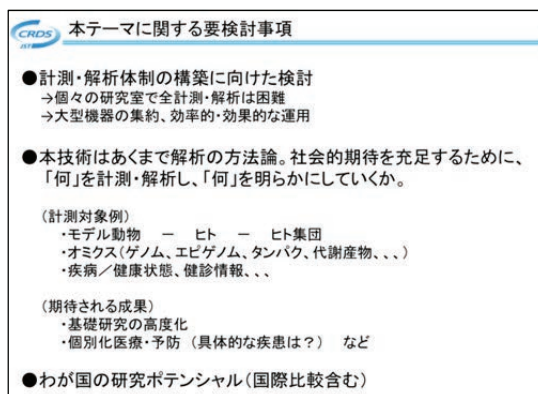 CRDS
JST
本テーマに関する要検討事項
●計測・解析体制の構築に向けた検討
→個々の研究室で全計測・解析は困難
→大型機器の集約、効率的・効果的な運用
●本技術はあくまで解析の方法論。社会的期待を充足するために、
「何」を計測・解析し、「何」を明らかにしていくか。
(計測対象例)
・モデル動物 － ヒト － ヒト集団
・オミクス(ゲノム、エピゲノム、タンパク、代謝産物、、、)
・疾病／健康状態、健診情報、、、
(期待される成果)
・基礎研究の高度化
・個別化医療・予防 (具体的な疾患は？) など
●わが国の研究ポテンシャル(国際比較含む)